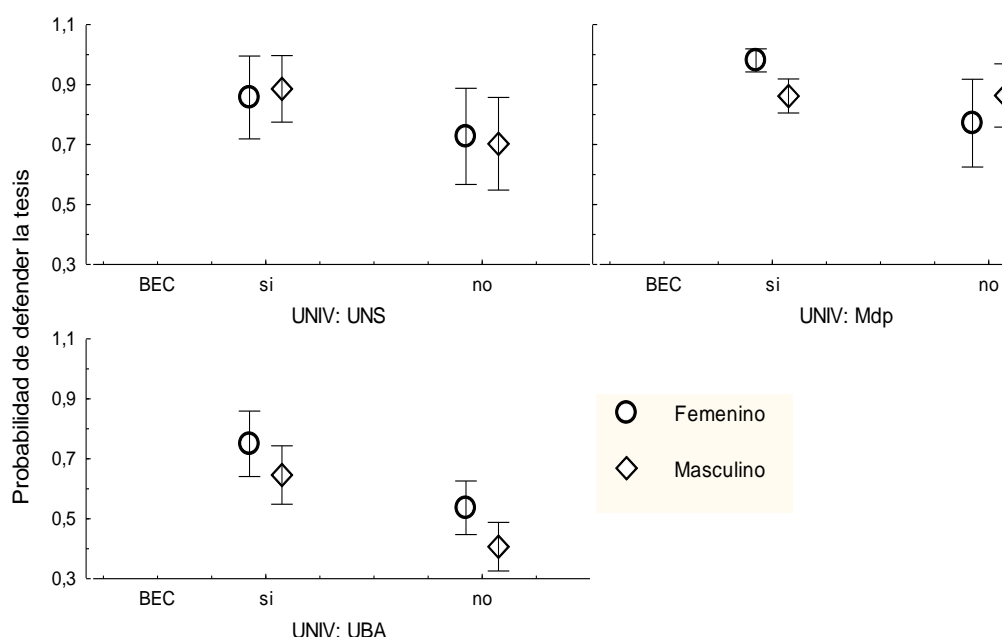 Probabilidad de defender la tesis
1,1
0,9
0,7
0,5
0,3
BEC si no
UNIV: UNS
BEC si no
UNIV: Mdp
1,1
0,9
0,7
0,5
0,3
BEC si no
UNIV: UBA
Femenino
Masculino